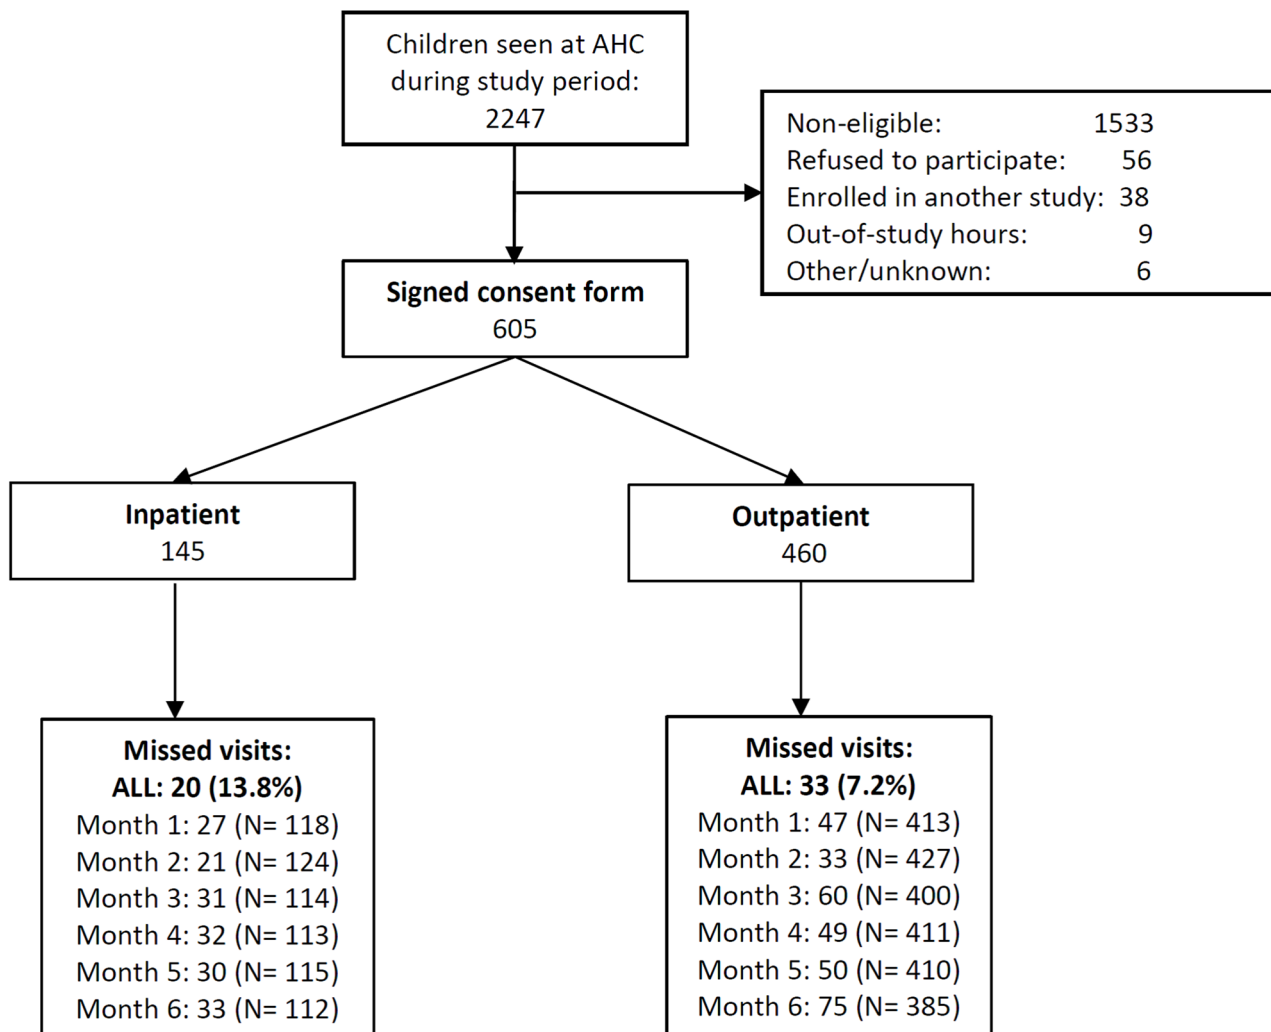 Children seen at AHC
during study period:
2247
Non-eligible: 1533
Refused to participate: 56
Enrolled in another study: 38
Out-of-study hours: 9
Other/unknown: 6
Signed consent form
605
Inpatient
145
Outpatient
460
Missed visits:
ALL: 20 (13.8%)
Month 1: 27 (N= 118)
Month 2: 21 (N= 124)
Month 3: 31 (N= 114)
Month 4: 32 (N= 113)
Month 5: 30 (N= 115)
Month 6: 33 (N= 112)
Missed visits:
ALL: 33 (7.2%)
Month 1: 47 (N= 413)
Month 2: 33 (N= 427)
Month 3: 60 (N= 400)
Month 4: 49 (N= 411)
Month 5: 50 (N= 410)
Month 6: 75 (N= 385)